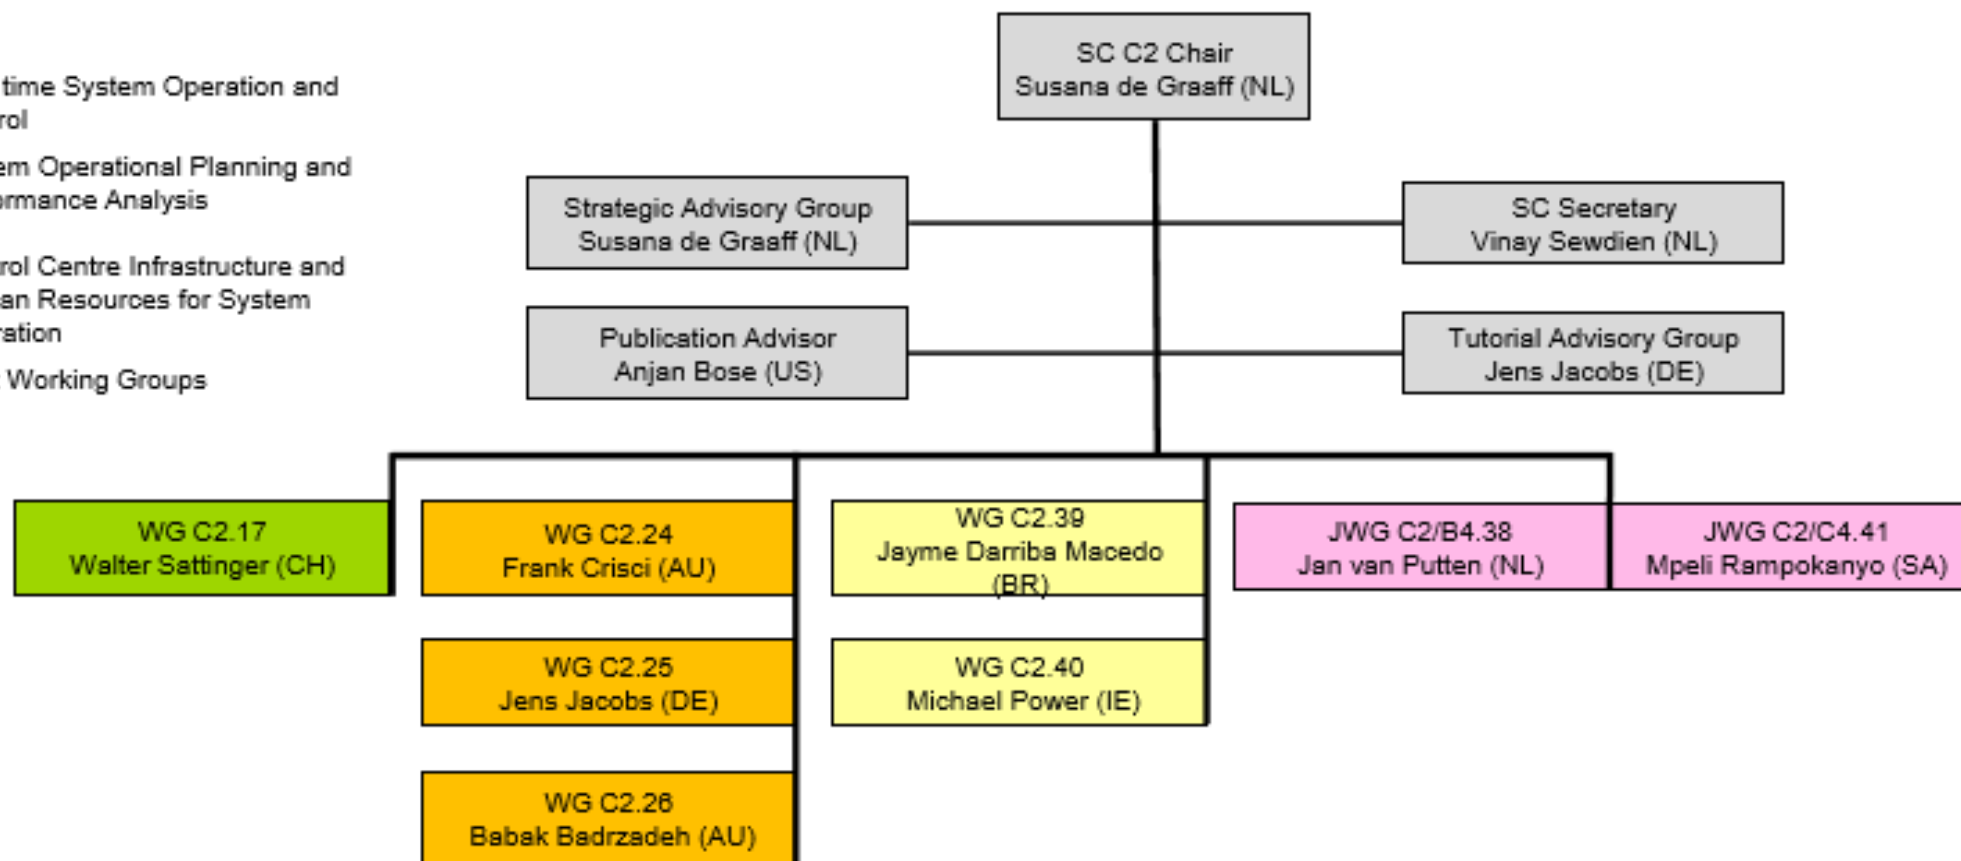 SC C2 Chair
Susana de Graaff (NL)
time System Operation and
rol
em Operational Planning and
ormance Analysis
rol Centre Infrastructure and
an Resources for System
ration
Working Groups
Strategic Advisory Group
Susana de Graaff (NL)
SC Secretary
Vinay Sewdien (NL)
Publication Advisor
Anjan Bose (US)
Tutorial Advisory Group
Jens Jacobs (DE)
WG C2.17
Walter Sattinger (CH)
WG C2.24
Frank Crisci (AU)
WG C2.39
Jayme Darriba Macedo
(BR)
JWG C2/B4.38
Jan van Putten (NL)
JWG C2/C4.41
Mpeli Rampokanyo (SA)
WG C2.25
Jens Jacobs (DE)
WG C2.40
Michael Power (IE)
WG C2.26
Babak Badrzadeh (AU)